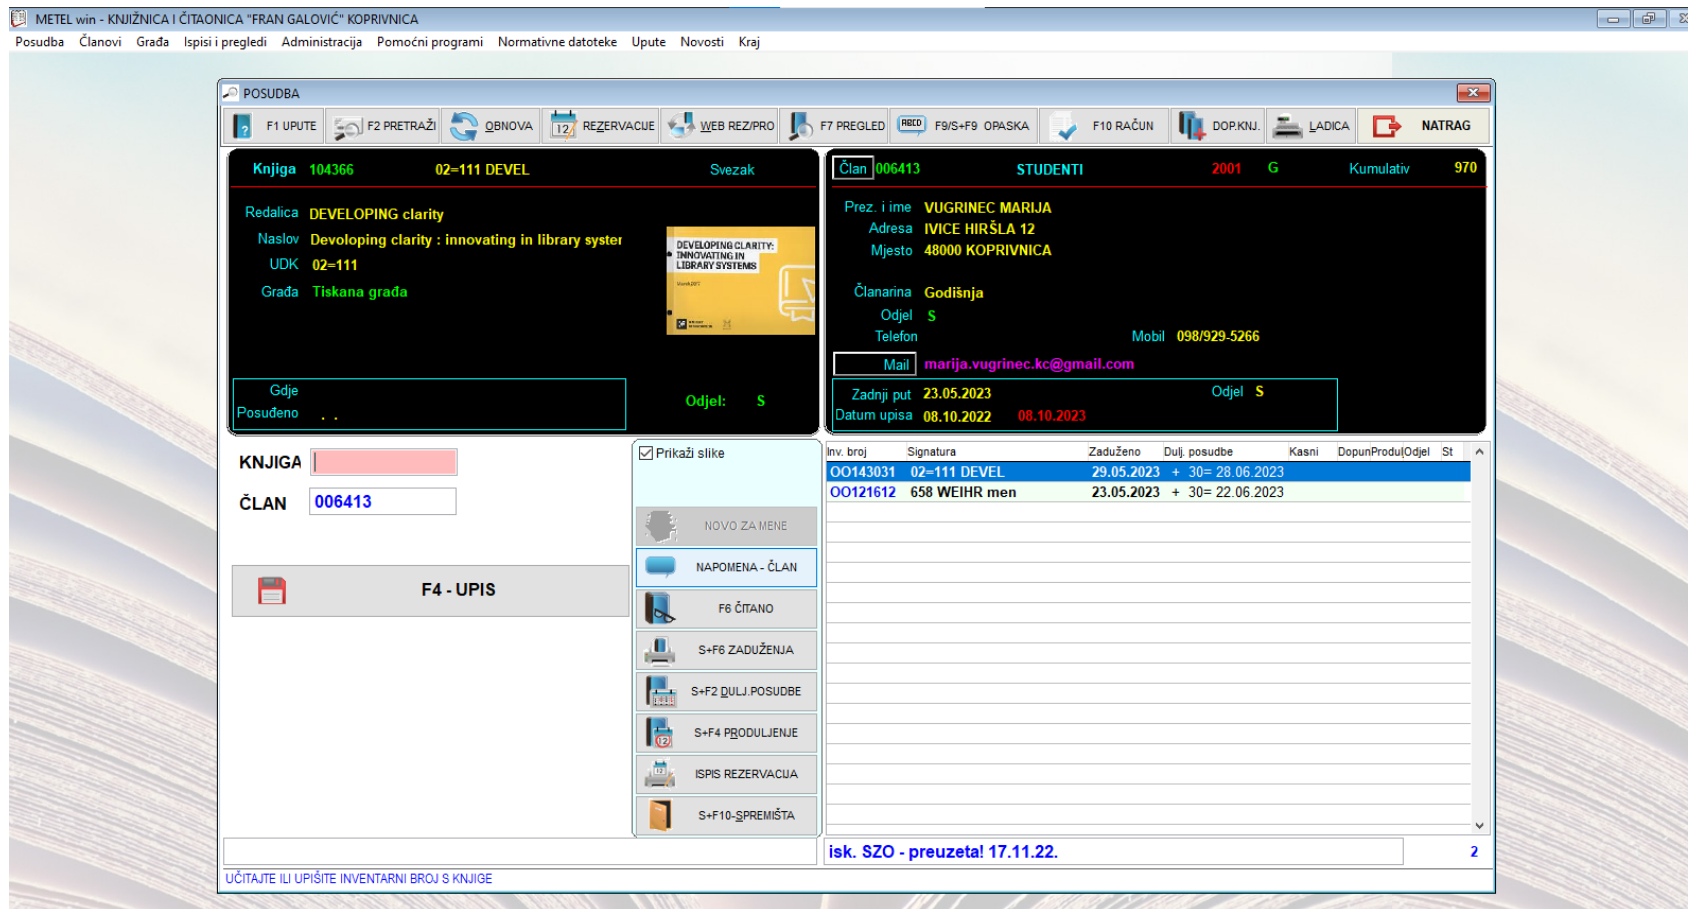 METEL win - KNJIŽNICA I ČITAONICA "FRAN GALOVIĆ" KOPRIVNICA
Posudba Članovi Građa Ispisi i pregledi Administracija Pomoćni programi Normativne datoteke Upute Novosti Kraj
POSUDBA
F1 UPUTE F2 PRETRAŽI OBNOVA REZERVACIJE WEB REZ/PRO F7 PREGLED F9/S+F9 OPASKA F10 RAČUN DOP.KNJ. LADICA NATRAG
Knjiga 104366 02=111 DEVEL Svezak
Redalica DEVELOPING clarity
Naslov Devoloping clarity : innovating in library syster
UDK 02=111
Građa Tiskana građa
DEVELOPING CLARITY:
INNOVATING IN
LIBRARY SYSTEMS
Gdje
Posuđeno . .
Odjel: S
Član 006413 STUDENTI 2001 G Kumulativ 970
Prez. i ime VUGRINEC MARIJA
Adresa IVICE HIRŠLA 12
Mjesto 48000 KOPRIVNICA
Članarina Godišnja
Odjel S
Telefon Mobil 098/929-5266
Mail marija.vugrinec.kc@gmail.com
Zadnji put 23.05.2023 Odjel S
Datum upisa 08.10.2022 08.10.2023
KNJIGA
ČLAN 006413
F4 - UPIS
Prikaži slike
NOVO ZA MENE
NAPOMENA - ČLAN
F6 ČITANO
S+F6 ZADUŽENJA
S+F2 DULJ.POSUDBE
S+F4 PRODULJENJE
ISPIS REZERVACIJA
S+F10-SPREMIŠTA
Inv. broj Signatura Zaduženo Dulj. posudbe Kasni Dopun Produl Odjel St
OO143031 02=111 DEVEL 29.05.2023 + 30= 28.06.2023
OO121612 658 WEIHR men 23.05.2023 + 30= 22.06.2023
isk. SZO - preuzeta! 17.11.22. 2
UČITAJTE ILI UPIŠITE INVENTARNI BROJ S KNJIGE